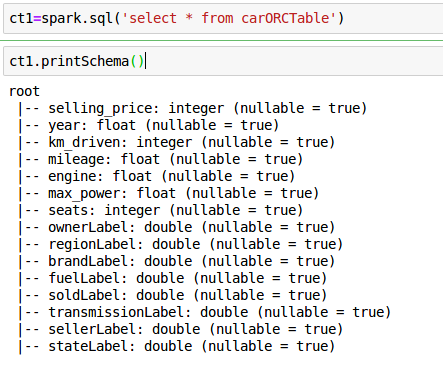 ct1=spark.sql('select * from carORCTable')
ct1.printSchema()
root
 |-- selling_price: integer (nullable = true)
 |-- year: float (nullable = true)
 |-- km_driven: integer (nullable = true)
 |-- mileage: float (nullable = true)
 |-- engine: float (nullable = true)
 |-- max_power: float (nullable = true)
 |-- seats: integer (nullable = true)
 |-- ownerLabel: double (nullable = true)
 |-- regionLabel: double (nullable = true)
 |-- brandLabel: double (nullable = true)
 |-- fuelLabel: double (nullable = true)
 |-- soldLabel: double (nullable = true)
 |-- transmissionLabel: double (nullable = true)
 |-- sellerLabel: double (nullable = true)
 |-- stateLabel: double (nullable = true)